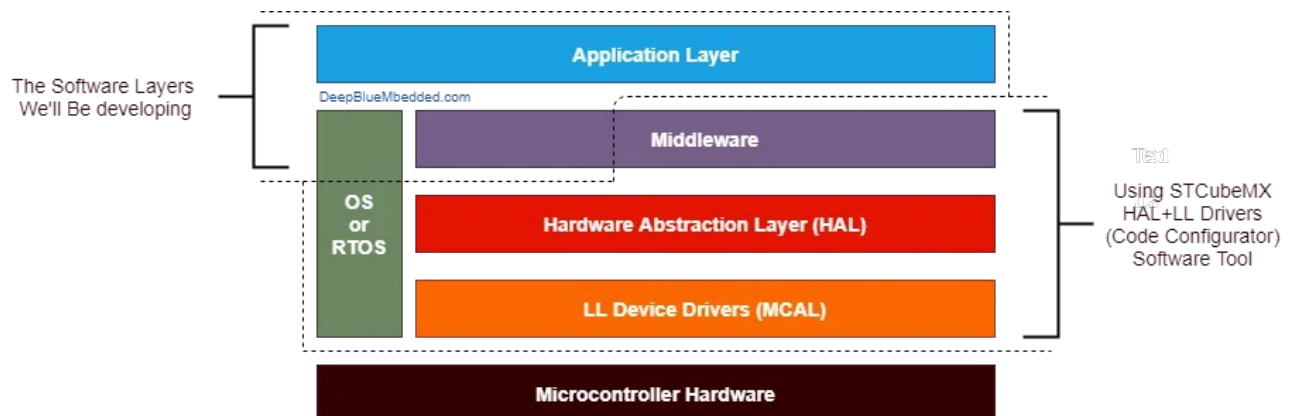 Application Layer
The Software Layers
We'll Be developing
DeepBlueMbedded.com
Middleware
Text
OS
or
RTOS
Using STCubeMX
HAL+LL Drivers
(Code Configurator)
Software Tool
Hardware Abstraction Layer (HAL)
LL Device Drivers (MCAL)
Microcontroller Hardware